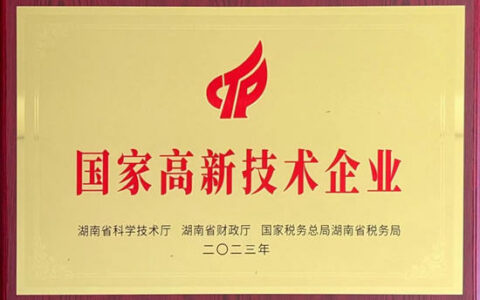 CTP
国家高新技术企业
湖南省科学技术厅 湖南省财政厅 国家税务总局湖南省税务局
二〇二三年